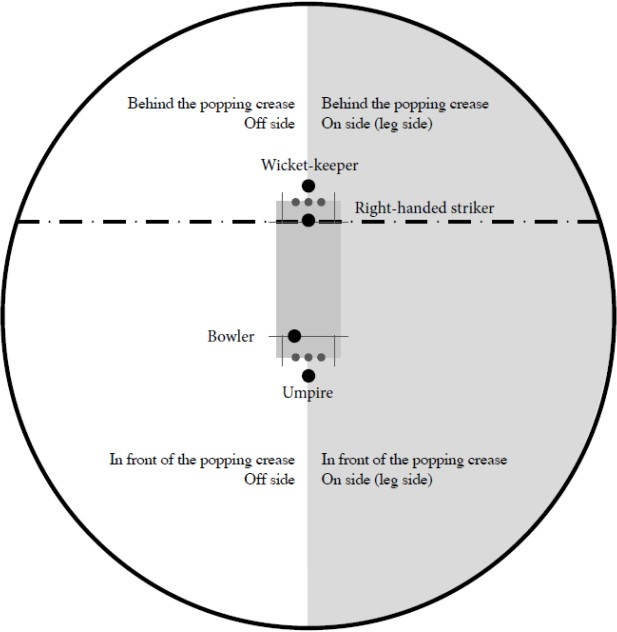 Behind the popping crease
Off side
Behind the popping crease
On side (leg side)
Wicket-keeper
Right-handed striker
Bowler
Umpire
In front of the popping crease
Off side
In front of the popping crease
On side (leg side)